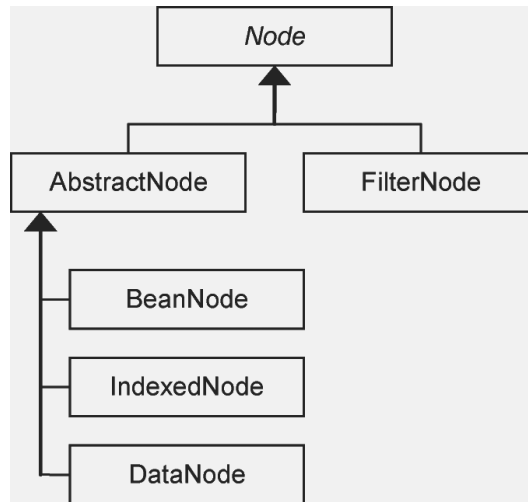 Node
AbstractNode
FilterNode
BeanNode
IndexedNode
DataNode